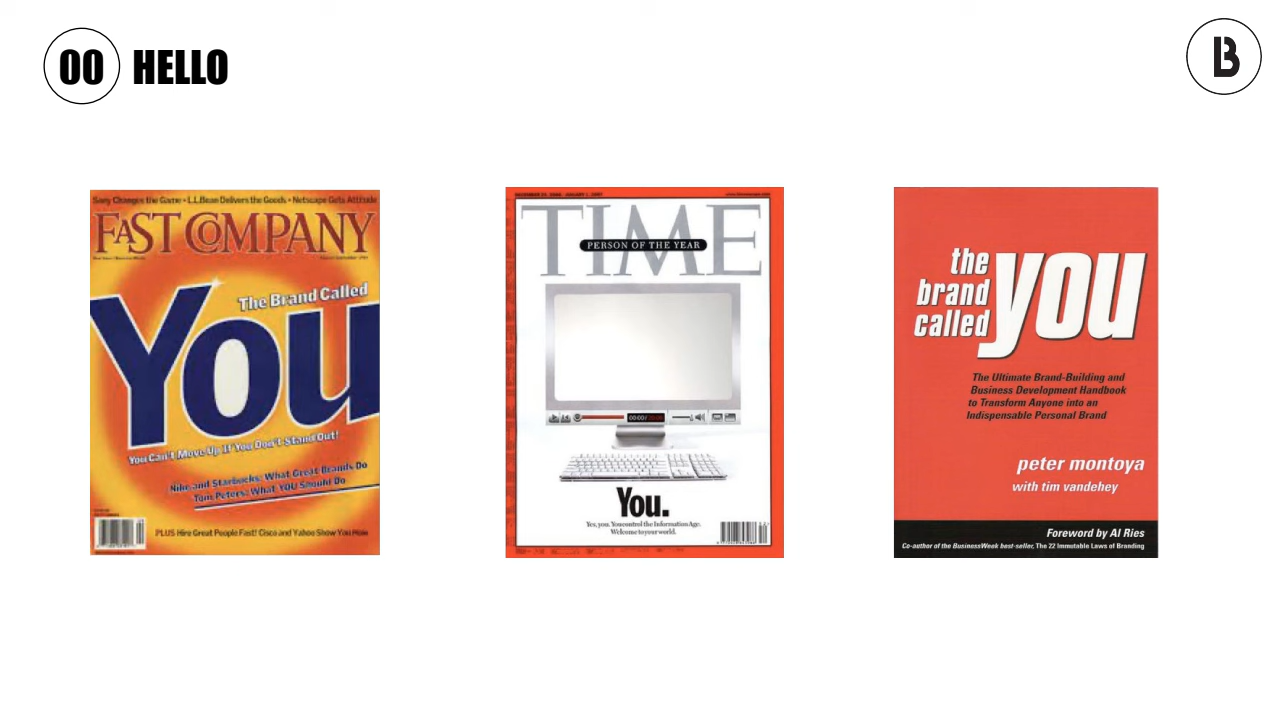 00 HELLO
B
Sony Changes the Game • L.L.Bean Delivers the Goods • Netscape Gets Attitude
FAST COMPANY
The Brand Called
You
You Can't Move Up If You Don't Stand Out!
Nike and Starbucks: What Great Brands Do
Tom Peters: What YOU Should Do
PLUS Hire Great People Fast! Cisco and Yahoo Show You How
TIME
PERSON OF THE YEAR
You.
Yes, you. You control the Information Age.
Welcome to your world.
the
brand
called
you
The Ultimate Brand-Building and
Business Development Handbook
to Transform Anyone into an
Indispensable Personal Brand
peter montoya
with tim vandehey
Foreword by Al Ries
Co-author of the BusinessWeek best-seller, The 22 Immutable Laws of Branding